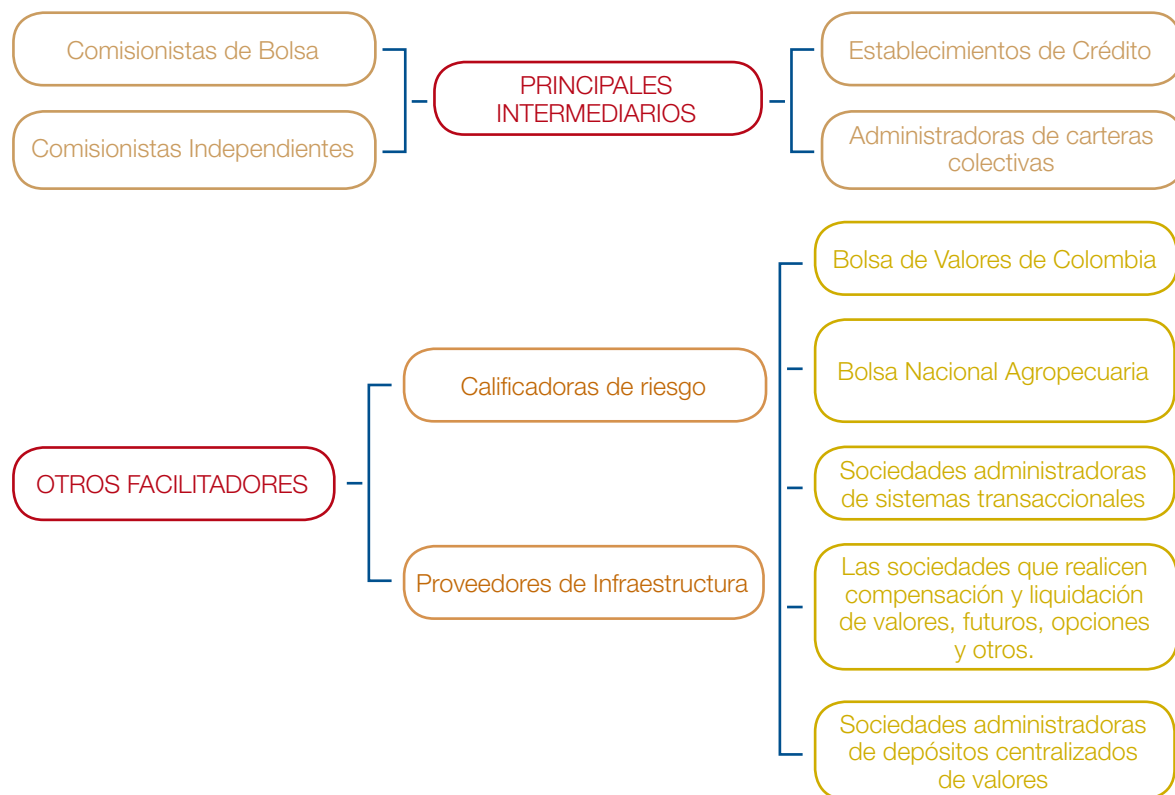 Comisionistas de Bolsa
Comisionistas Independientes
PRINCIPALES
INTERMEDIARIOS
Establecimientos de Crédito
Administradoras de carteras
colectivas
OTROS FACILITADORES
Calificadoras de riesgo
Proveedores de Infraestructura
Bolsa de Valores de Colombia
Bolsa Nacional Agropecuaria
Sociedades administradoras
de sistemas transaccionales
Las sociedades que realicen
compensación y liquidación
de valores, futuros, opciones
y otros.
Sociedades administradoras
de depósitos centralizados
de valores